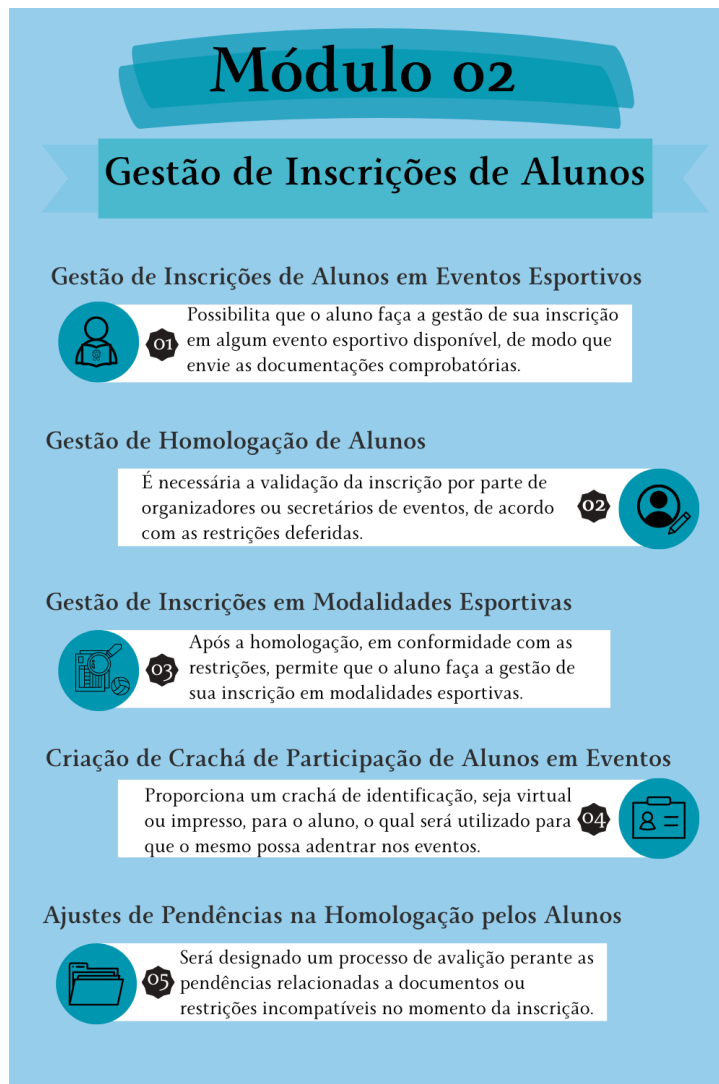 Módulo 02
Gestão de Inscrições de Alunos
Gestão de Inscrições de Alunos em Eventos Esportivos
01
Possibilita que o aluno faça a gestão de sua inscrição
em algum evento esportivo disponível, de modo que
envie as documentações comprobatórias.
Gestão de Homologação de Alunos
É necessária a validação da inscrição por parte de
organizadores ou secretários de eventos, de acordo
com as restrições deferidas.
02
Gestão de Inscrições em Modalidades Esportivas
03
Após a homologação, em conformidade com as
restrições, permite que o aluno faça a gestão de
sua inscrição em modalidades esportivas.
Criação de Crachá de Participação de Alunos em Eventos
Proporciona um crachá de identificação, seja virtual
ou impresso, para o aluno, o qual será utilizado para
que o mesmo possa adentrar nos eventos.
04
Ajustes de Pendências na Homologação pelos Alunos
05
Será designado um processo de avalição perante as
pendências relacionadas a documentos ou
restrições incompatíveis no momento da inscrição.